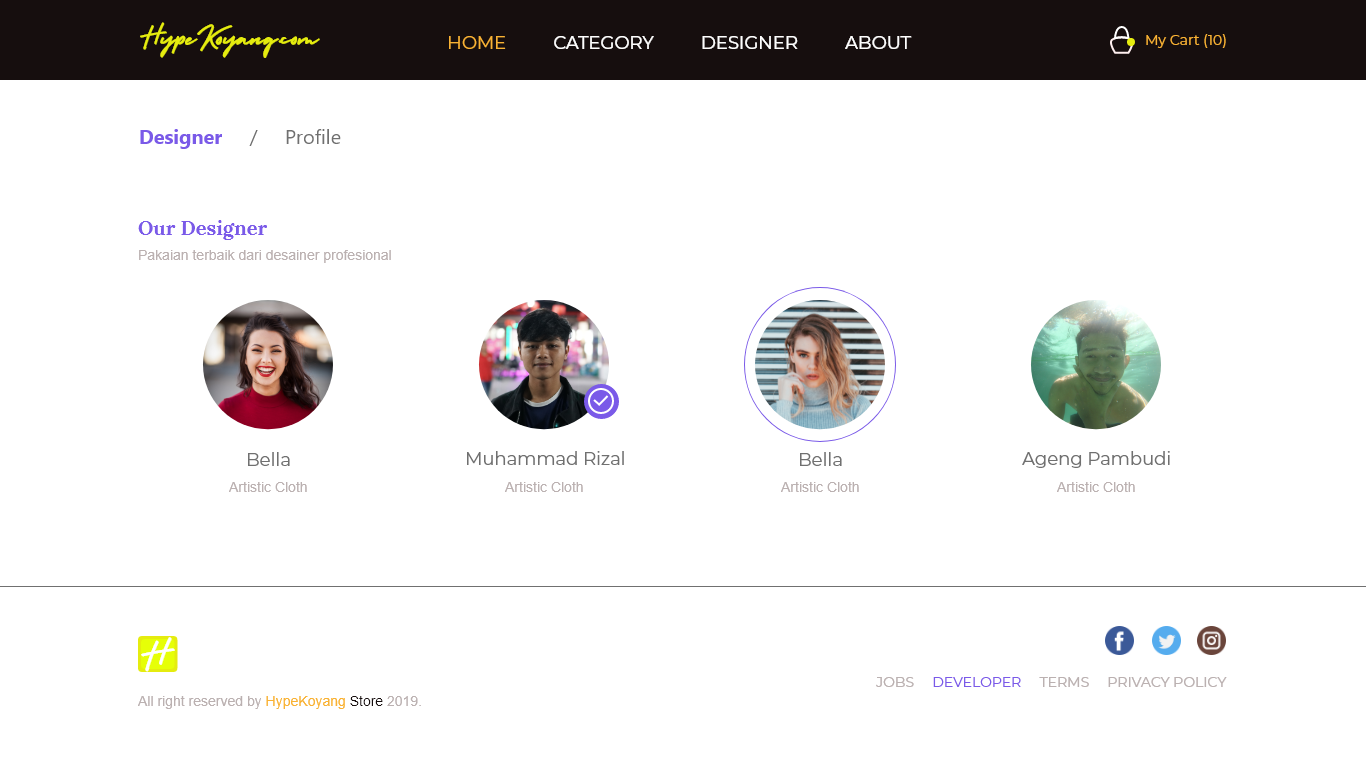 HypeKoyang.com HOME CATEGORY DESIGNER ABOUT My Cart (10)
Designer / Profile
Our Designer
Pakaian terbaik dari desainer profesional
Bella Muhammad Rizal Bella Ageng Pambudi
Artistic Cloth Artistic Cloth Artistic Cloth Artistic Cloth
H
JOBS DEVELOPER TERMS PRIVACY POLICY
All right reserved by HypeKoyang Store 2019.